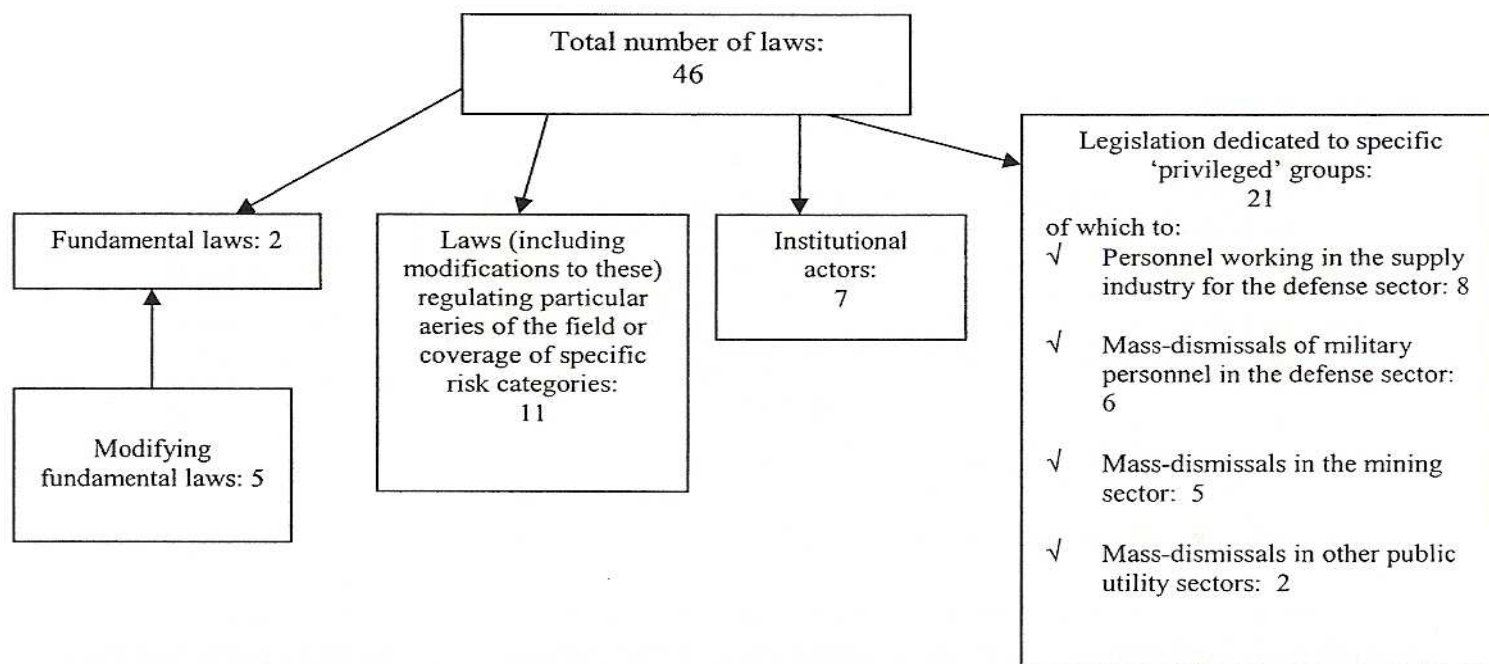 Total number of laws:
46
Fundamental laws: 2
Modifying
fundamental laws: 5
Laws (including
modifications to these)
regulating particular
aeries of the field or
coverage of specific
risk categories:
11
Institutional
actors:
7
Legislation dedicated to specific
‘privileged’ groups:
21
of which to:
√ Personnel working in the supply
industry for the defense sector: 8
√ Mass-dismissals of military
personnel in the defense sector:
6
√ Mass-dismissals in the mining
sector: 5
√ Mass-dismissals in other public
utility sectors: 2